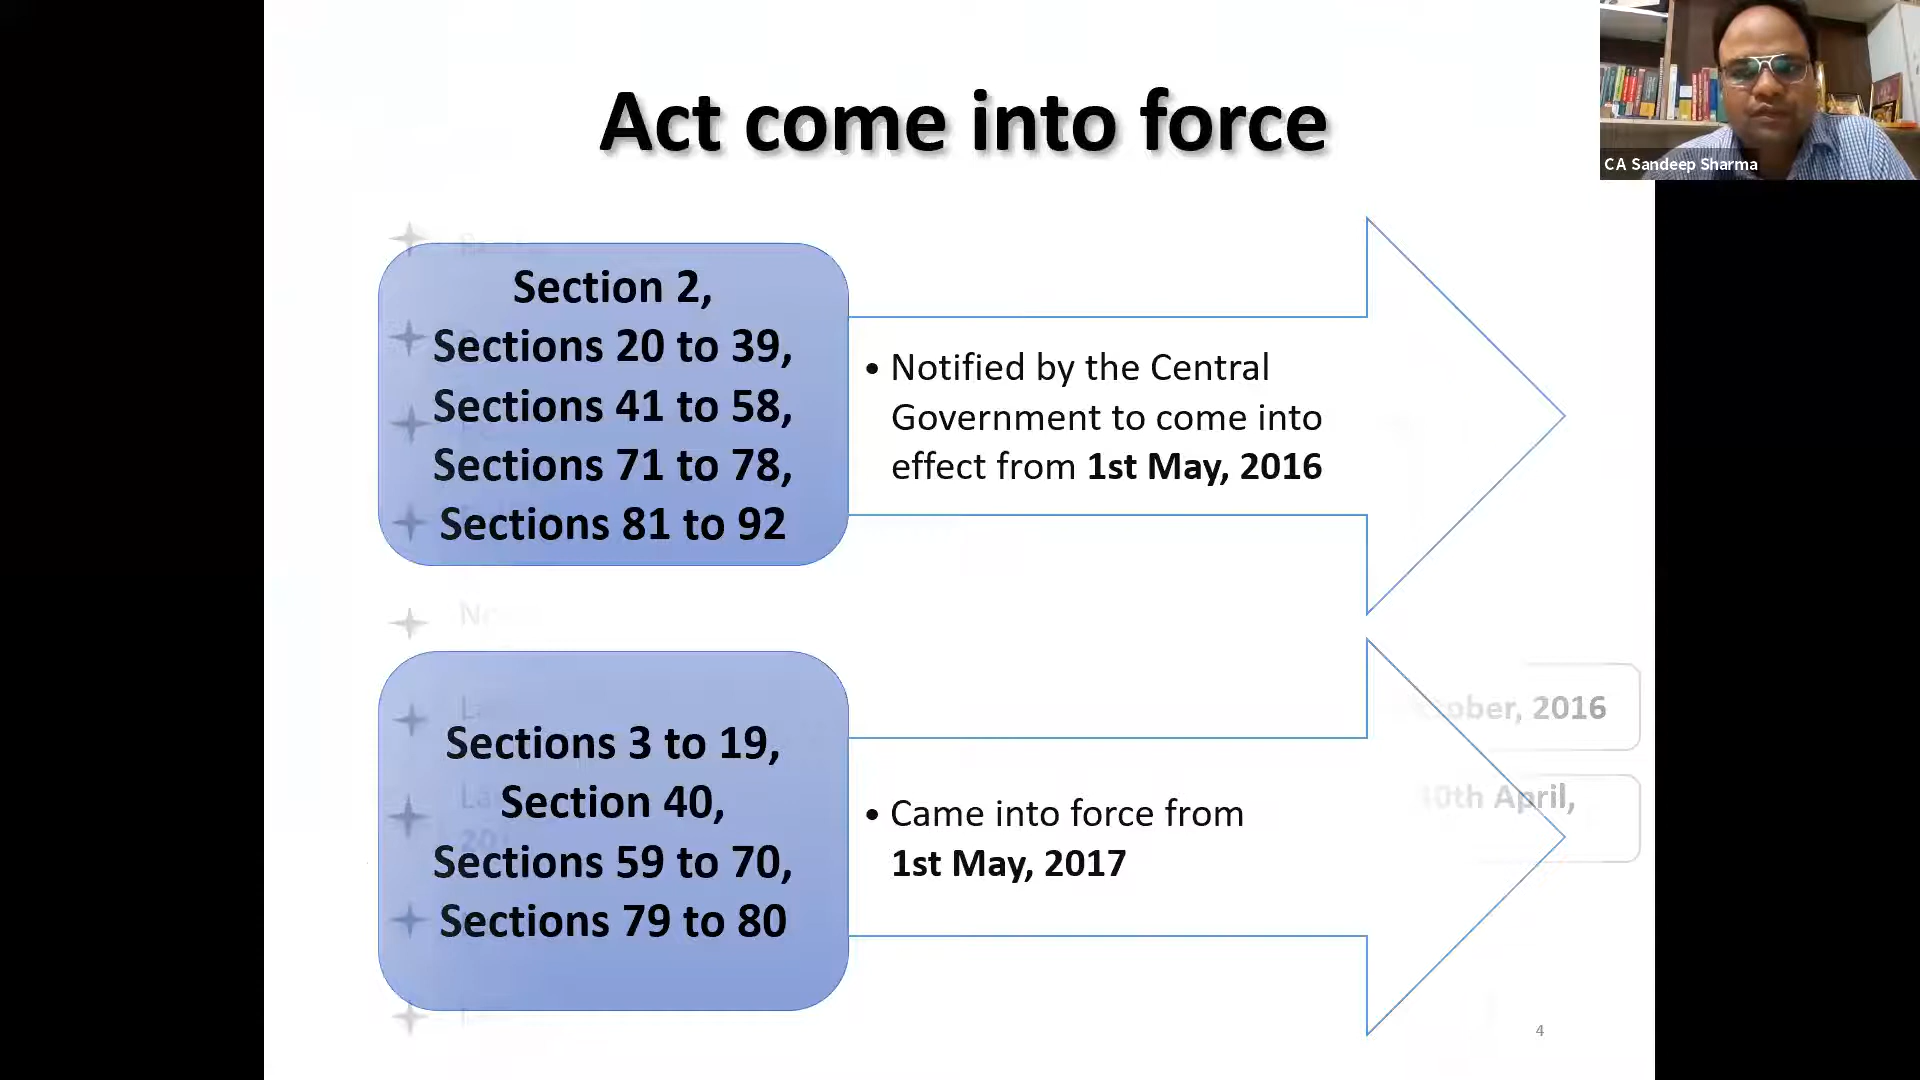 Act come into force
CA Sandeep Sharma
Section 2,
Sections 20 to 39,
Sections 41 to 58,
Sections 71 to 78,
Sections 81 to 92
• Notified by the Central
Government to come into
effect from 1st May, 2016
Sections 3 to 19,
Section 40,
Sections 59 to 70,
Sections 79 to 80
• Came into force from
1st May, 2017
2016
April,
4